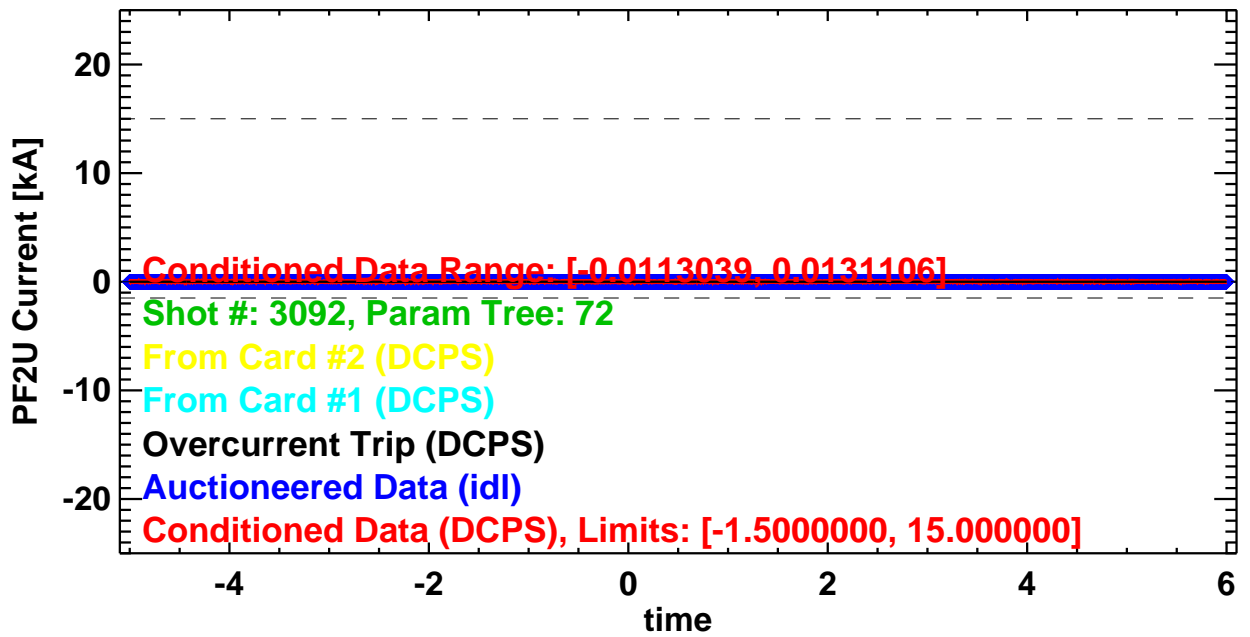 20
10
0
-10
-20
PF2U Current [kA]
Conditioned Data Range: [-0.0113039, 0.0131106]
Shot #: 3092, Param Tree: 72
From Card #2 (DCPS)
From Card #1 (DCPS)
Overcurrent Trip (DCPS)
Auctioneered Data (idl)
Conditioned Data (DCPS), Limits: [-1.5000000, 15.000000]
-4 -2 0 2 4 6
time